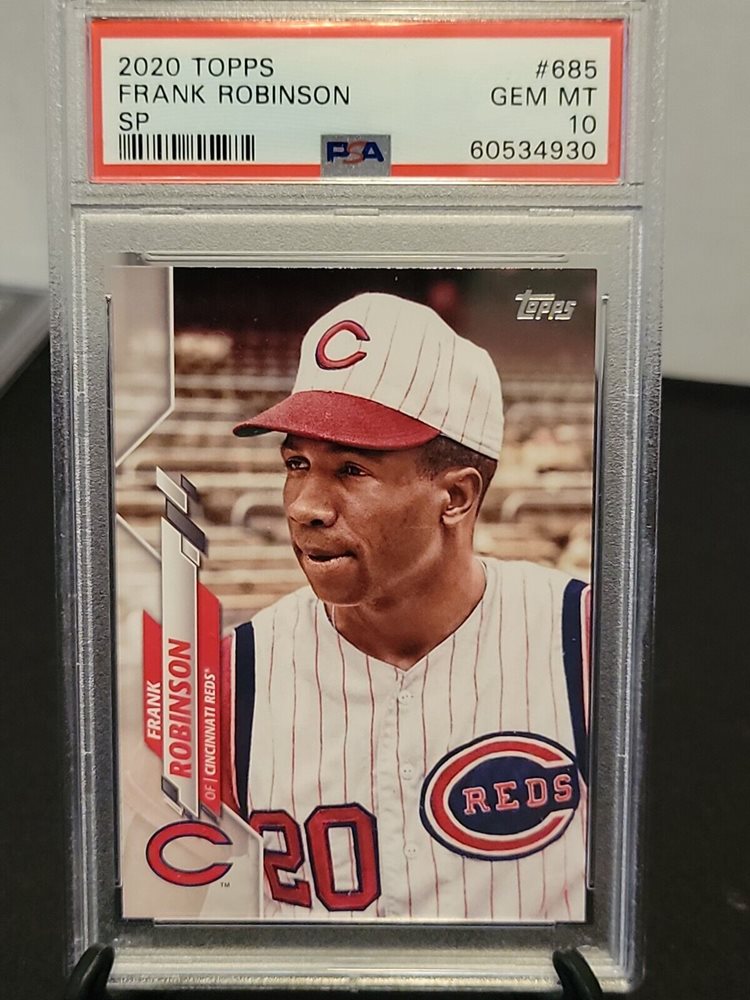 2020 TOPPS #685
FRANK ROBINSON GEM MT
SP 10
PSA 60534930
topps
C
FRANK
ROBINSON
OF | CINCINNATI REDS®
C REDS
20
C ™